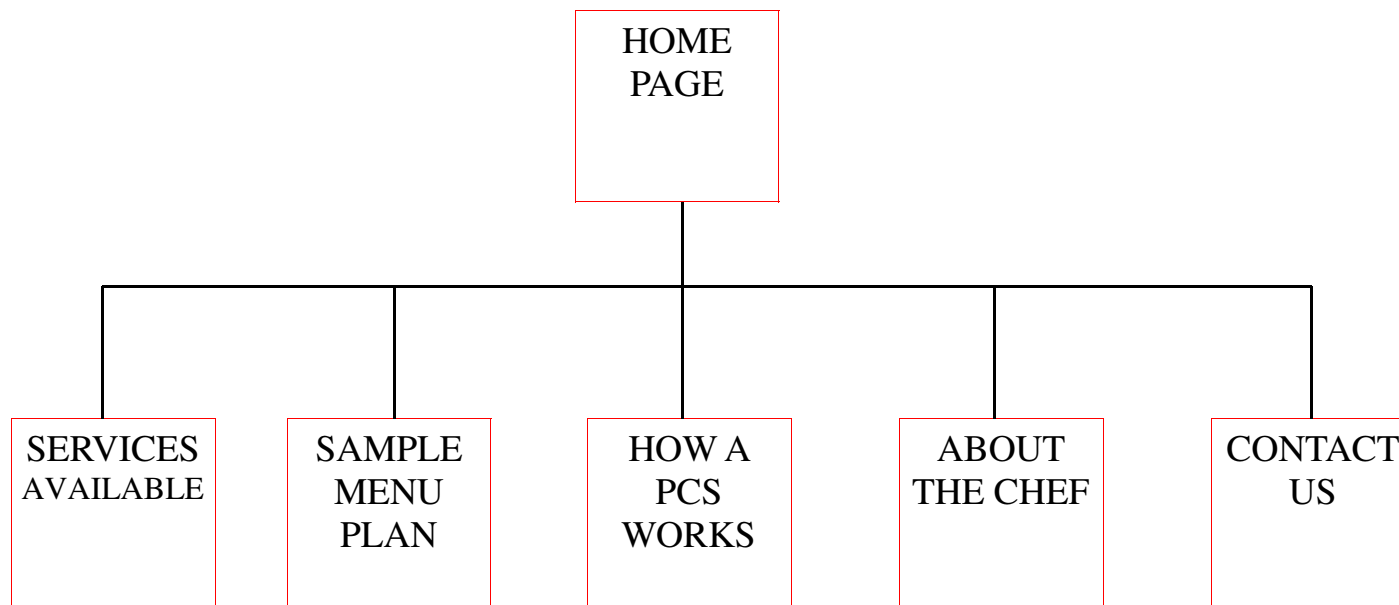 HOME
PAGE
SERVICES
AVAILABLE
SAMPLE
MENU
PLAN
HOW A
PCS
WORKS
ABOUT
THE CHEF
CONTACT
US